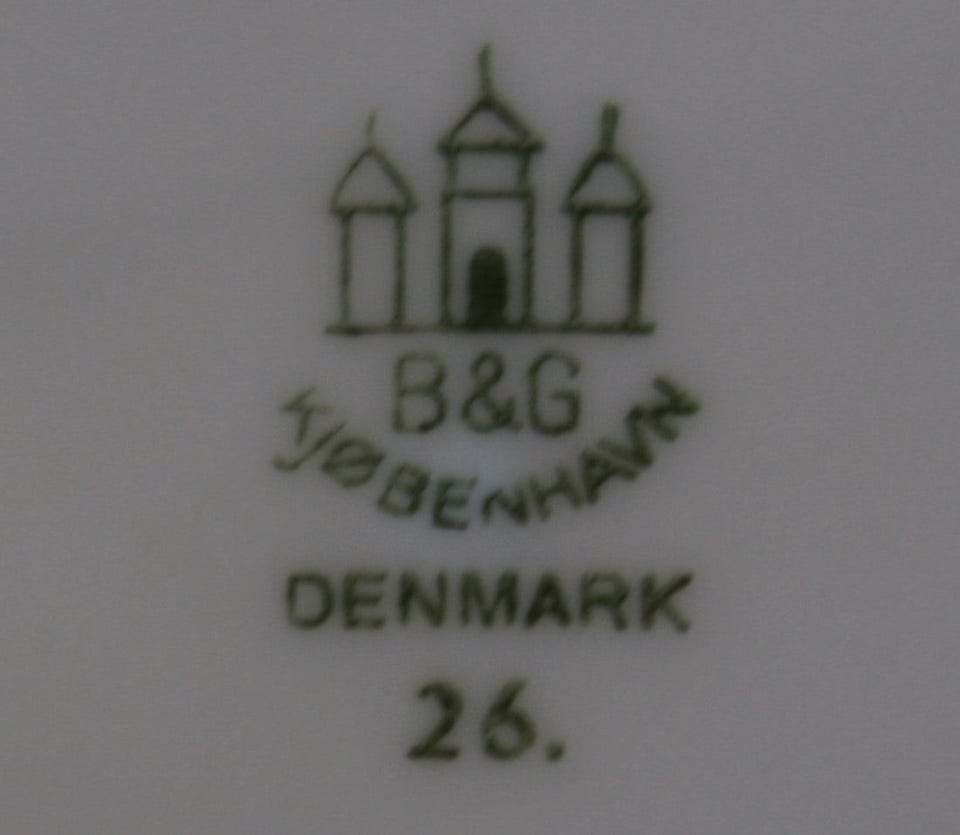 B&G
KJØBENHAVN
DENMARK
26.